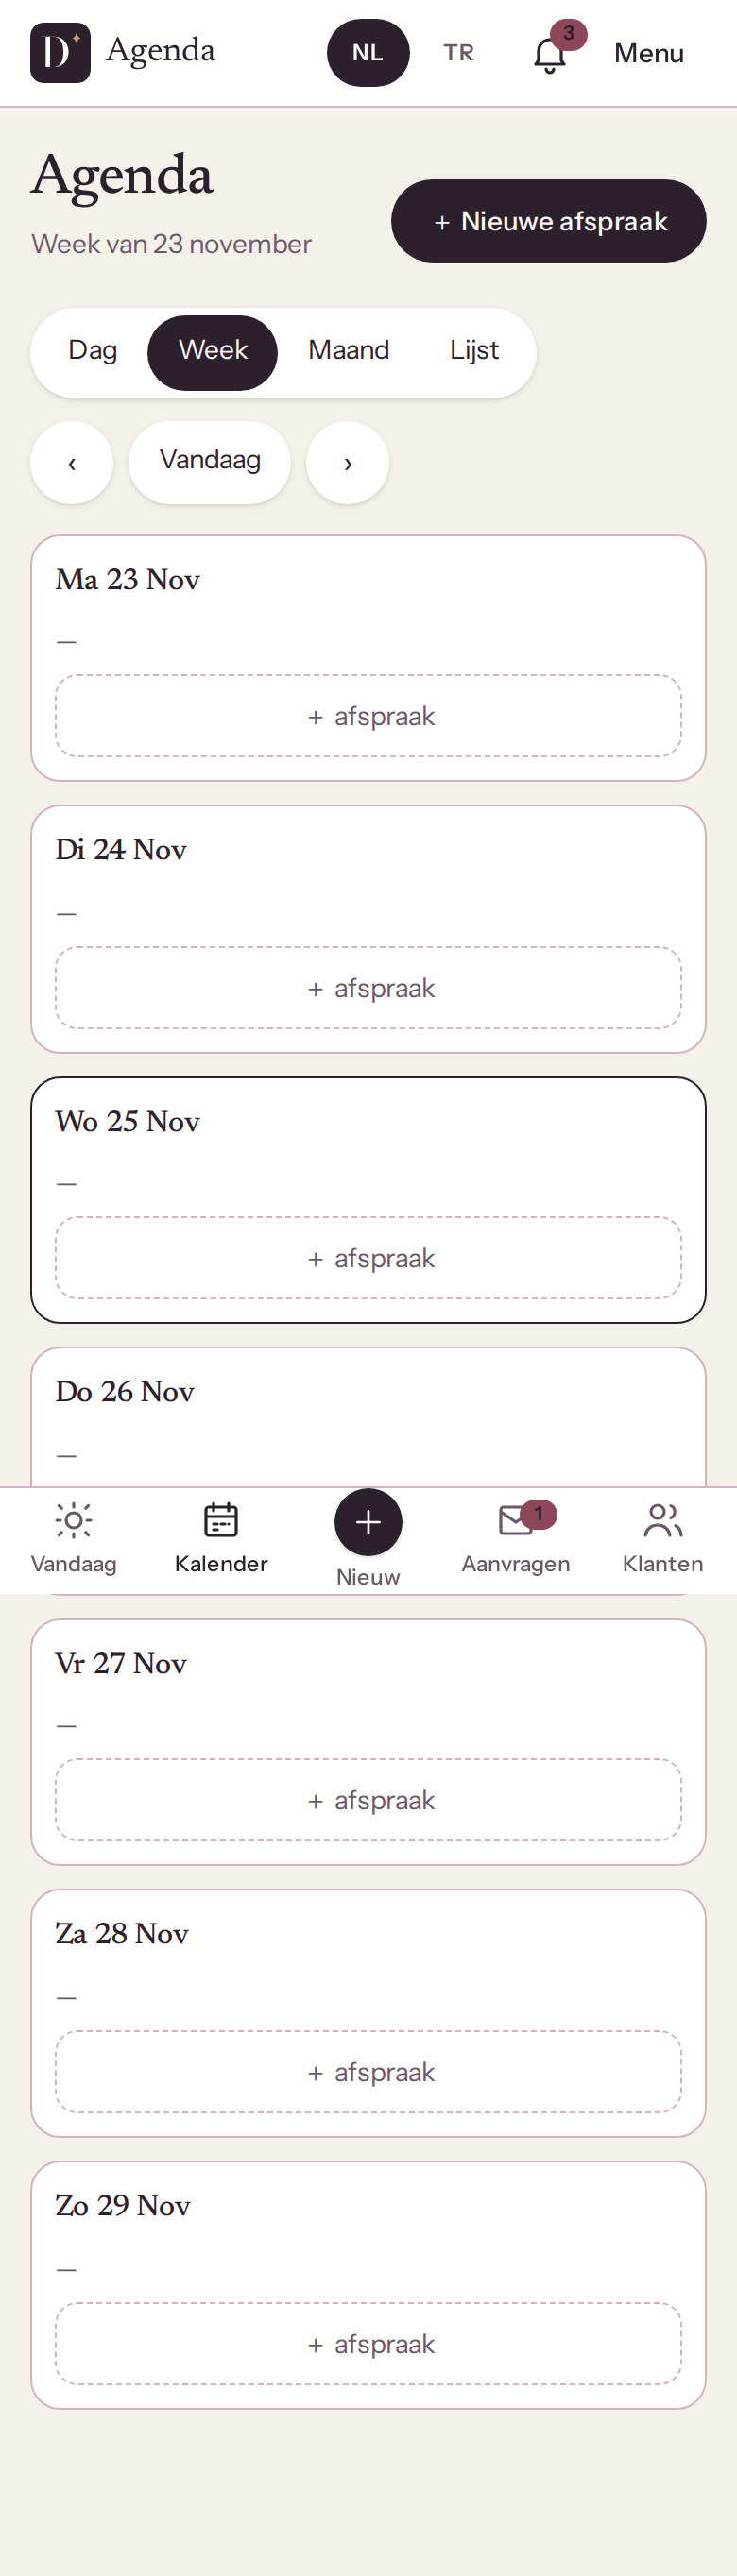 D Agenda NL TR 3 Menu
Agenda
Week van 23 november
+ Nieuwe afspraak
Dag Week Maand Lijst
‹ Vandaag ›
Ma 23 Nov
—
+ afspraak
Di 24 Nov
—
+ afspraak
Wo 25 Nov
—
+ afspraak
Do 26 Nov
—
1
Vandaag Kalender Nieuw Aanvragen Klanten
Vr 27 Nov
—
+ afspraak
Za 28 Nov
—
+ afspraak
Zo 29 Nov
—
+ afspraak